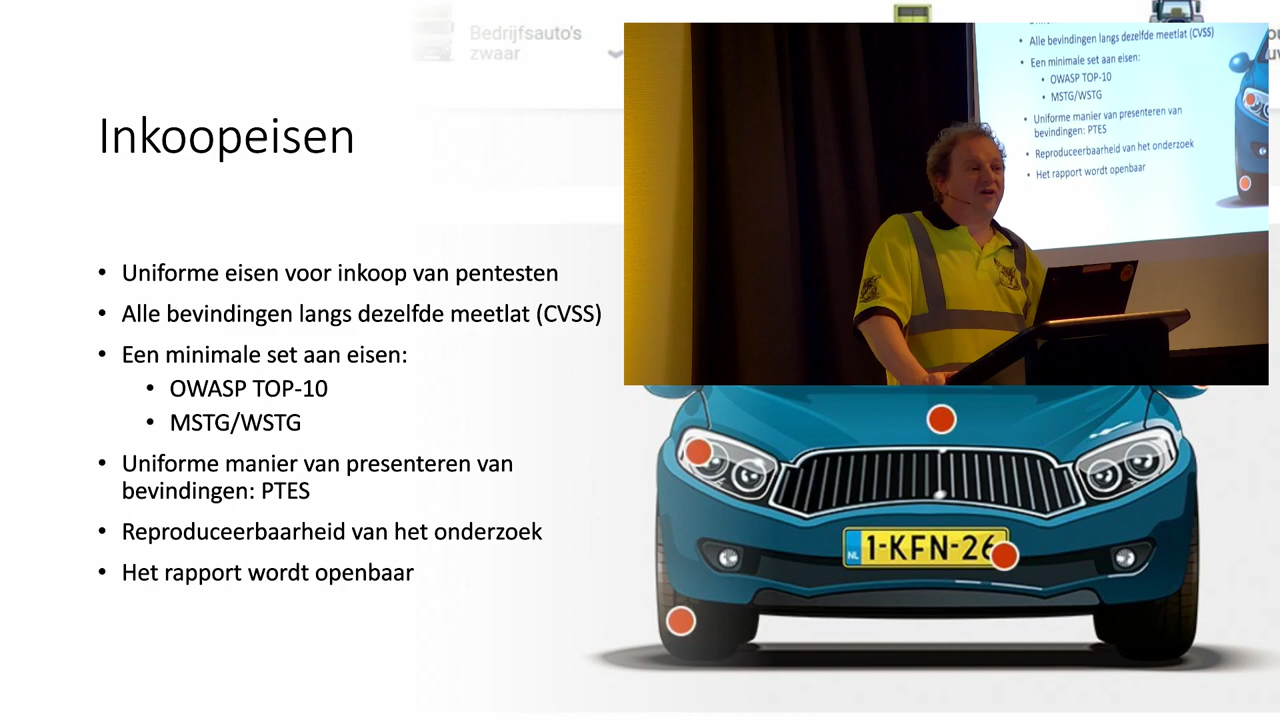 Bedrijfsauto's
zwaar
Inkoopeisen
• Uniforme eisen voor inkoop van pentesten
• Alle bevindingen langs dezelfde meetlat (CVSS)
• Een minimale set aan eisen:
• OWASP TOP-10
• MSTG/WSTG
• Uniforme manier van presenteren van
bevindingen: PTES
• Reproduceerbaarheid van het onderzoek
• Het rapport wordt openbaar
• Alle bevindingen langs dezelfde meetlat (CVSS)
• Een minimale set aan eisen:
• OWASP TOP-10
• MSTG/WSTG
• Uniforme manier van presenteren van
bevindingen: PTES
• Reproduceerbaarheid van het onderzoek
• Het rapport wordt openbaar
NL 1-KFN-26